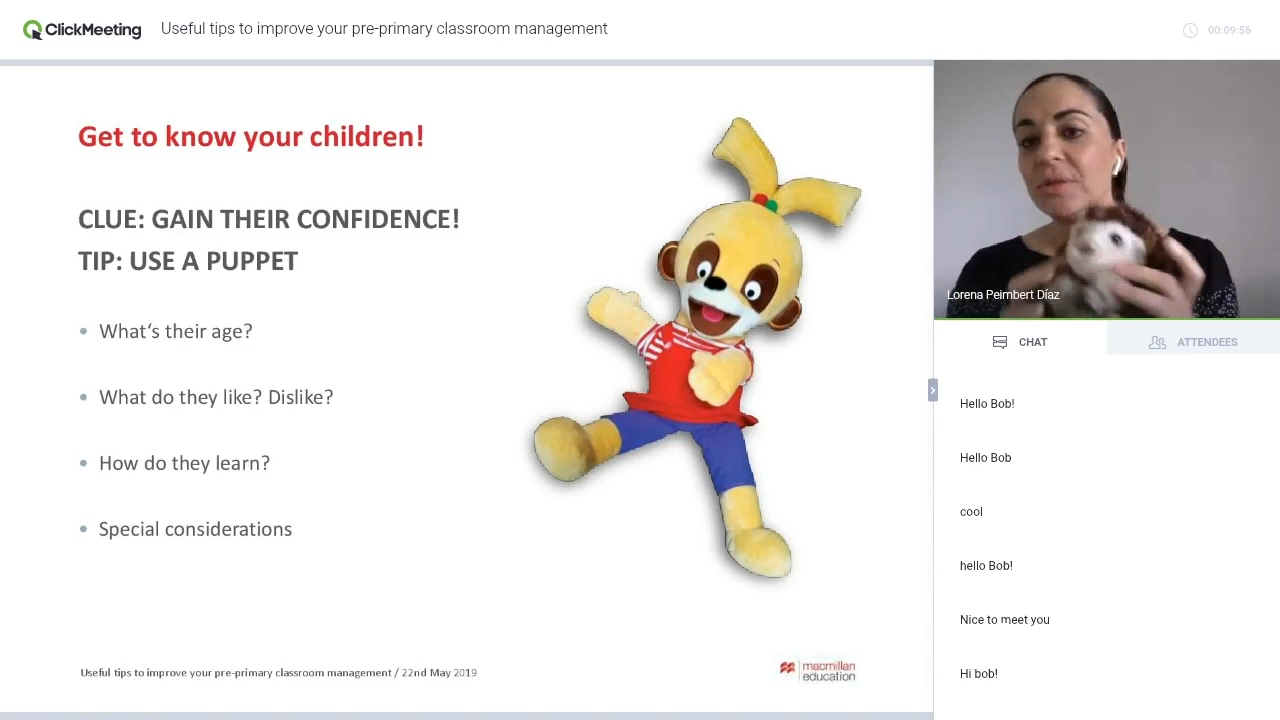 ClickMeeting
Useful tips to improve your pre-primary classroom management
00:09:56
Get to know your children!
CLUE: GAIN THEIR CONFIDENCE!
TIP: USE A PUPPET
• What's their age?
• What do they like? Dislike?
• How do they learn?
• Special considerations
Useful tips to improve your pre-primary classroom management / 22nd May 2019
macmillan
education
Lorena Peimbert Díaz
CHAT
ATTENDEES
Hello Bob!
Hello Bob
cool
hello Bob!
Nice to meet you
Hi bob!